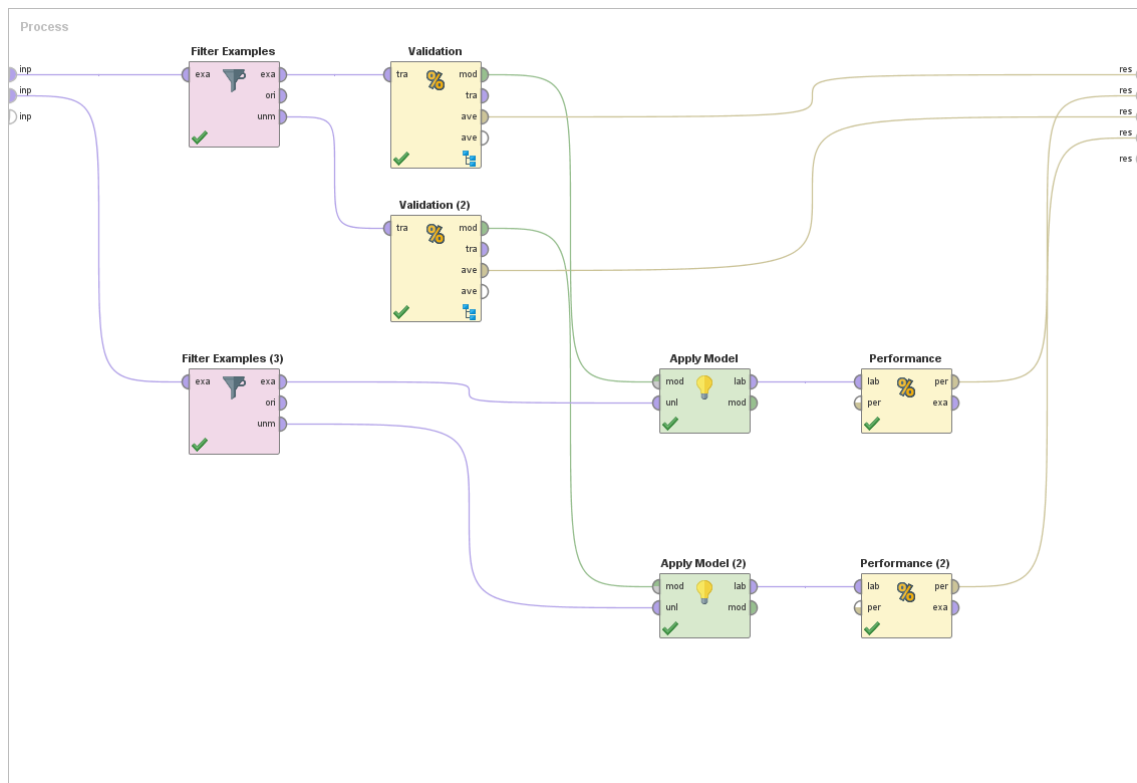 Process
Filter Examples
Validation
inp
exa
exa
tra
mod
res
inp
ori
tra
res
inp
unm
ave
res
ave
res
res
Validation (2)
tra
mod
tra
ave
ave
Filter Examples (3)
Apply Model
Performance
exa
exa
mod
lab
lab
per
ori
unl
mod
per
exa
unm
Apply Model (2)
Performance (2)
mod
lab
lab
per
unl
mod
per
exa